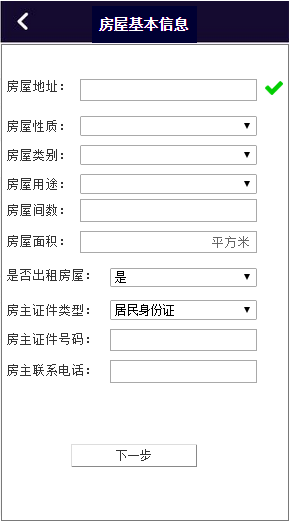 房屋基本信息
房屋地址：
房屋性质：
房屋类别：
房屋用途：
房屋间数：
房屋面积： 平方米
是否出租房屋： 是
房主证件类型： 居民身份证
房主证件号码：
房主联系电话：
下一步